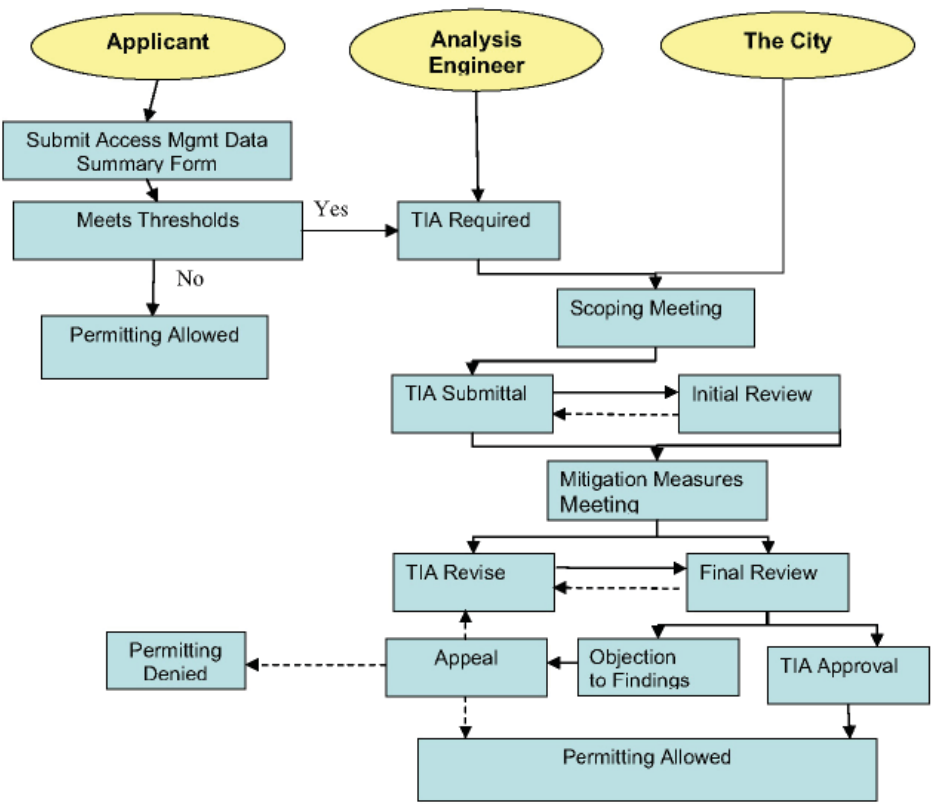 Applicant
Analysis
Engineer
The City
Submit Access Mgmt Data
Summary Form
Meets Thresholds
Yes
TIA Required
No
Permitting Allowed
Scoping Meeting
TIA Submittal
Initial Review
Mitigation Measures
Meeting
TIA Revise
Final Review
Permitting
Denied
Appeal
Objection
to Findings
TIA Approval
Permitting Allowed